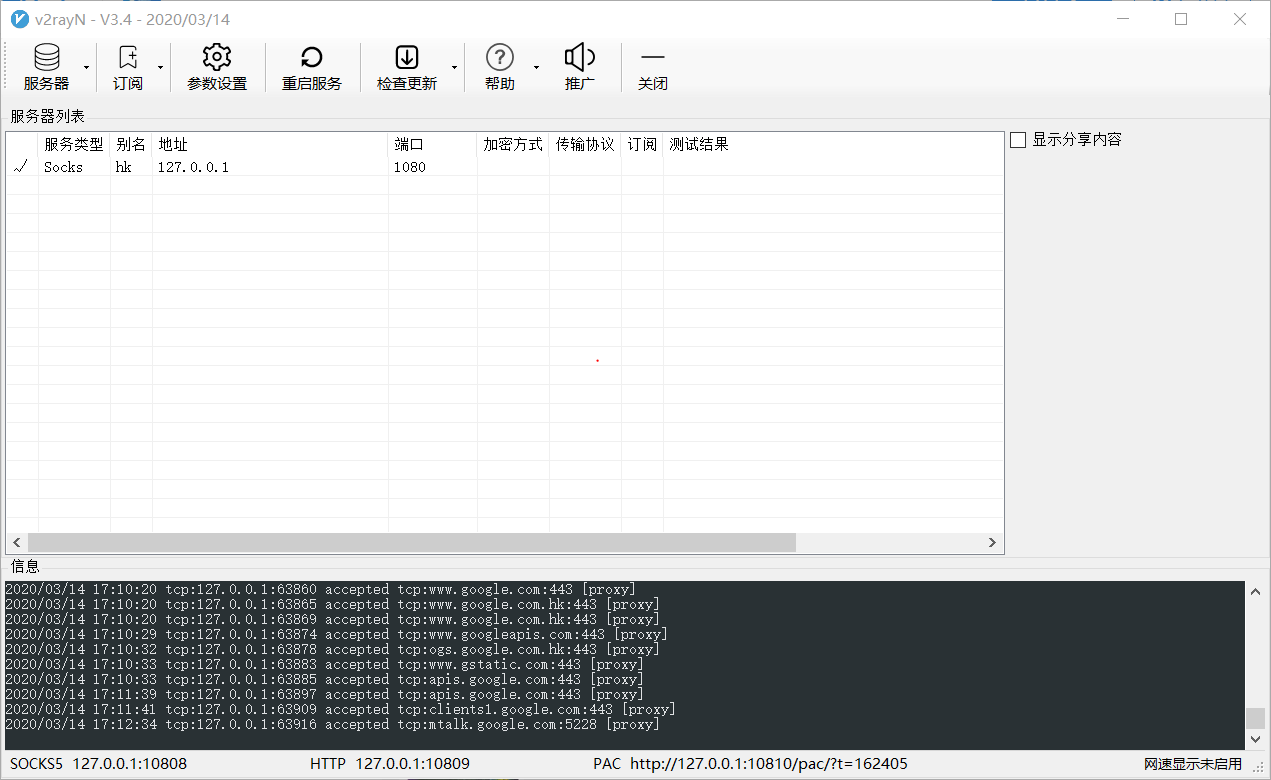 v2rayN - V3.4 - 2020/03/14
服务器 订阅 参数设置 重启服务 检查更新 帮助 推广 关闭
服务器列表
服务类型 别名 地址 端口 加密方式 传输协议 订阅 测试结果
Socks hk 127.0.0.1 1080
显示分享内容
信息
2020/03/14 17:10:20 tcp:127.0.0.1:63860 accepted tcp:www.google.com:443 [proxy]
2020/03/14 17:10:20 tcp:127.0.0.1:63865 accepted tcp:www.google.com.hk:443 [proxy]
2020/03/14 17:10:20 tcp:127.0.0.1:63869 accepted tcp:www.google.com.hk:443 [proxy]
2020/03/14 17:10:29 tcp:127.0.0.1:63874 accepted tcp:www.googleapis.com:443 [proxy]
2020/03/14 17:10:32 tcp:127.0.0.1:63878 accepted tcp:ogs.google.com.hk:443 [proxy]
2020/03/14 17:10:33 tcp:127.0.0.1:63883 accepted tcp:www.gstatic.com:443 [proxy]
2020/03/14 17:10:33 tcp:127.0.0.1:63885 accepted tcp:apis.google.com:443 [proxy]
2020/03/14 17:11:39 tcp:127.0.0.1:63897 accepted tcp:apis.google.com:443 [proxy]
2020/03/14 17:11:41 tcp:127.0.0.1:63909 accepted tcp:clients1.google.com:443 [proxy]
2020/03/14 17:12:34 tcp:127.0.0.1:63916 accepted tcp:mtalk.google.com:5228 [proxy]
SOCKS5 127.0.0.1:10808 HTTP 127.0.0.1:10809 PAC http://127.0.0.1:10810/pac/?t=162405 网速显示未启用